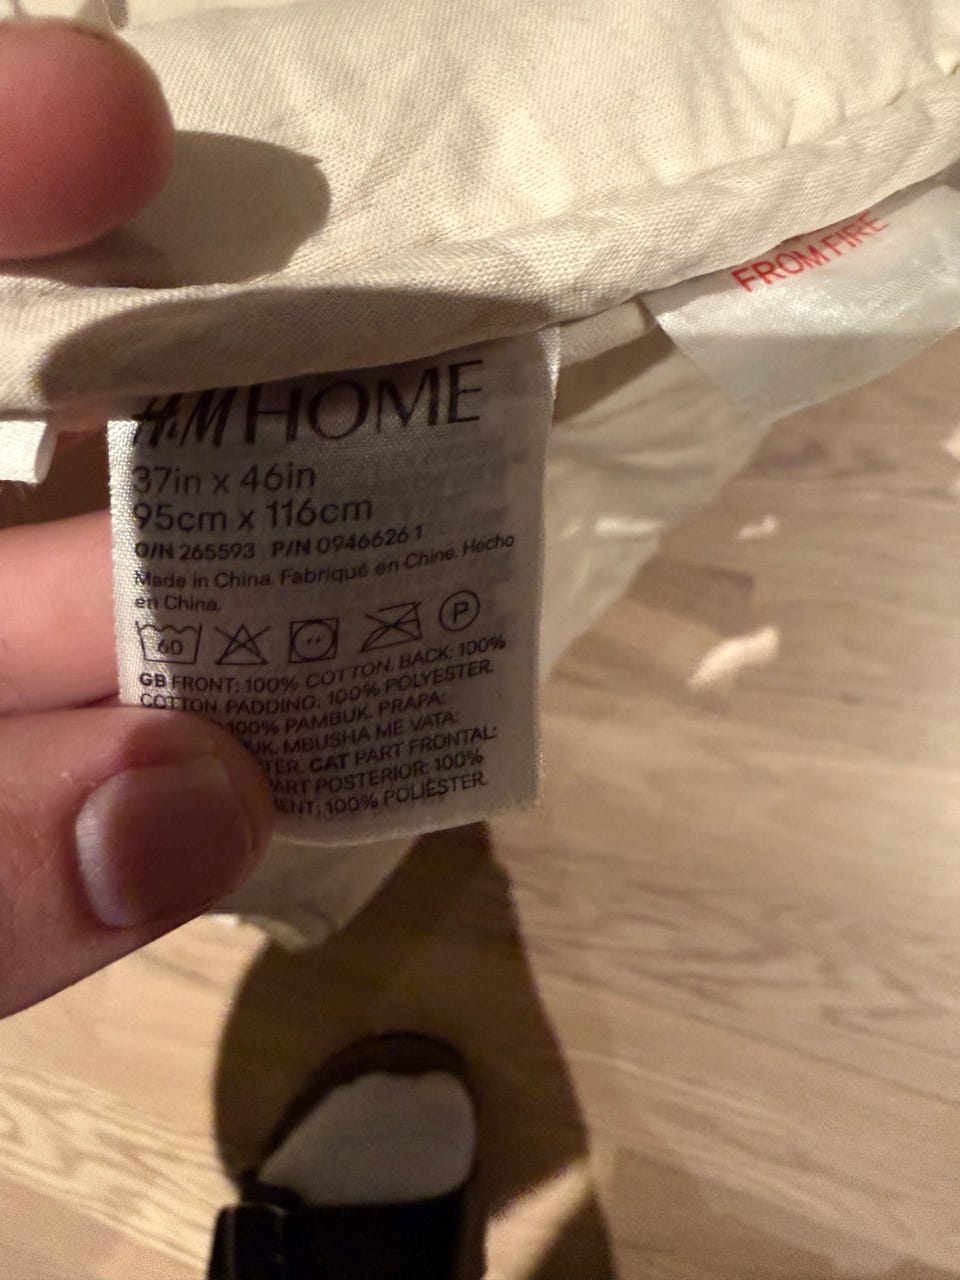 H&M HOME
37in x 46in
95cm x 116cm
O/N 265593 P/N 09466261
Made in China. Fabriqué en Chine. Hecho
en China.
60
P
GB FRONT: 100% COTTON. BACK: 100%
COTTON. PADDING: 100% POLYESTER.
100% PAMBUK. PRAPA:
MBUSHA ME VATA:
CAT PART FRONTAL:
POSTERIOR: 100%
100% POLIÈSTER.
FROM FIRE